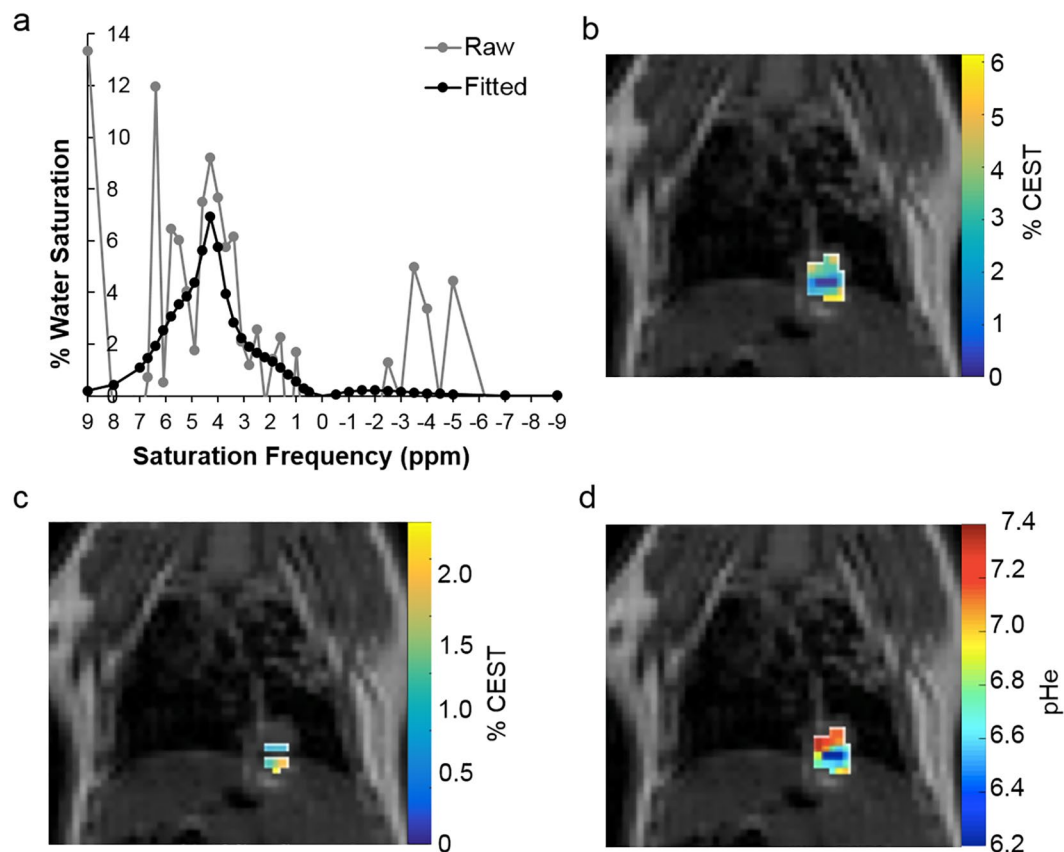 a
14
12
10
8
6
4
2
0
% Water Saturation
Raw
Fitted
9 8 7 6 5 4 3 2 1 0 -1 -2 -3 -4 -5 -6 -7 -8 -9
Saturation Frequency (ppm)
b
6
5
4
3
2
1
0
% CEST
c
2.0
1.5
1.0
0.5
0
% CEST
d
7.4
7.2
7.0
6.8
6.6
6.4
6.2
pHe